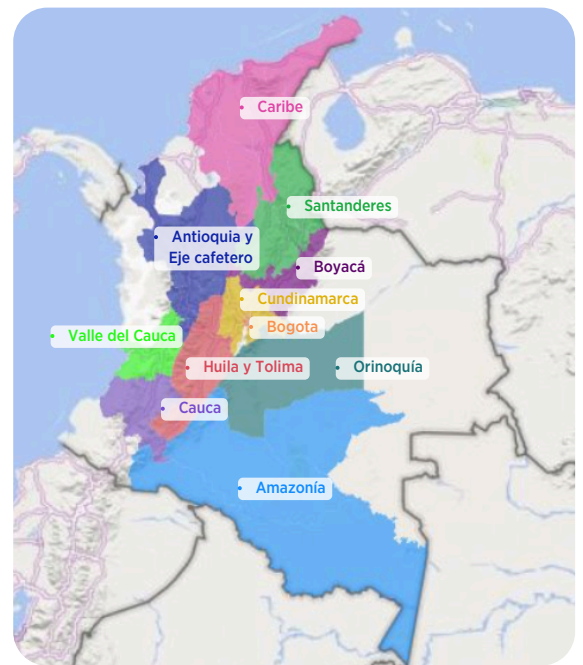 Caribe
Santanderes
Antioquia y
Eje cafetero
Boyacá
Cundinamarca
Bogota
Valle del Cauca
Huila y Tolima
Orinoquía
Cauca
Amazonía